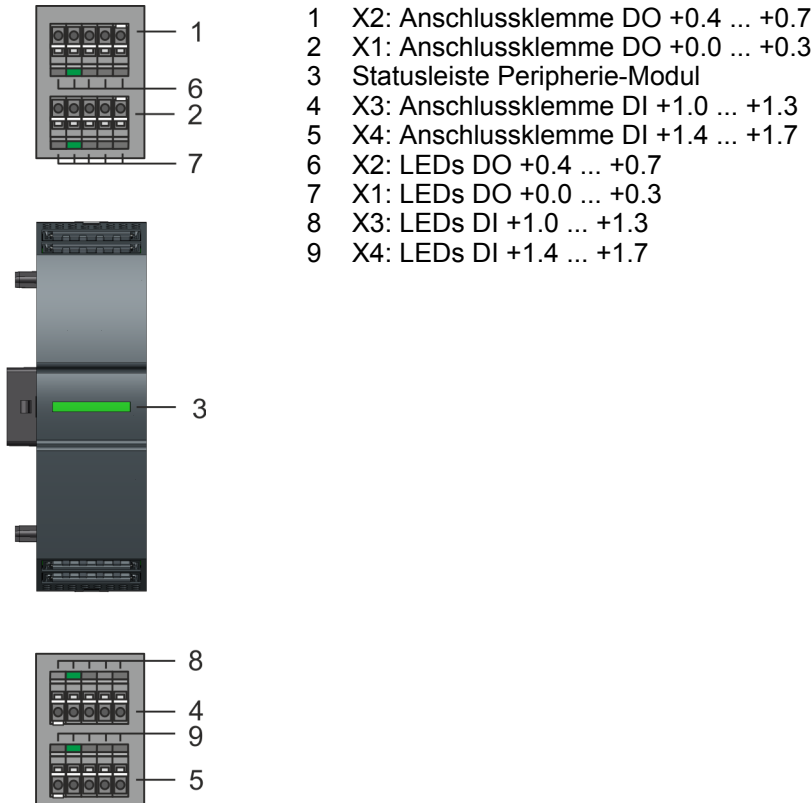 1 X2: Anschlussklemme DO +0.4 ... +0.7
2 X1: Anschlussklemme DO +0.0 ... +0.3
3 Statusleiste Peripherie-Modul
4 X3: Anschlussklemme DI +1.0 ... +1.3
5 X4: Anschlussklemme DI +1.4 ... +1.7
6 X2: LEDs DO +0.4 ... +0.7
7 X1: LEDs DO +0.0 ... +0.3
8 X3: LEDs DI +1.0 ... +1.3
9 X4: LEDs DI +1.4 ... +1.7
1
6
2
7
3
8
4
9
5